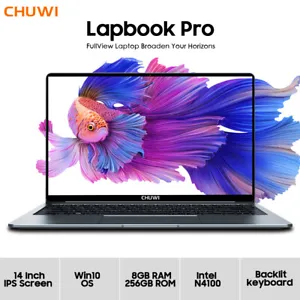 CHUWI
Lapbook Pro
FullView Laptop Broaden Your Horizons
CHUWI
14 Inch
IPS Screen
Win10
OS
8GB RAM
256GB ROM
Intel
N4100
Backlit
keyboard